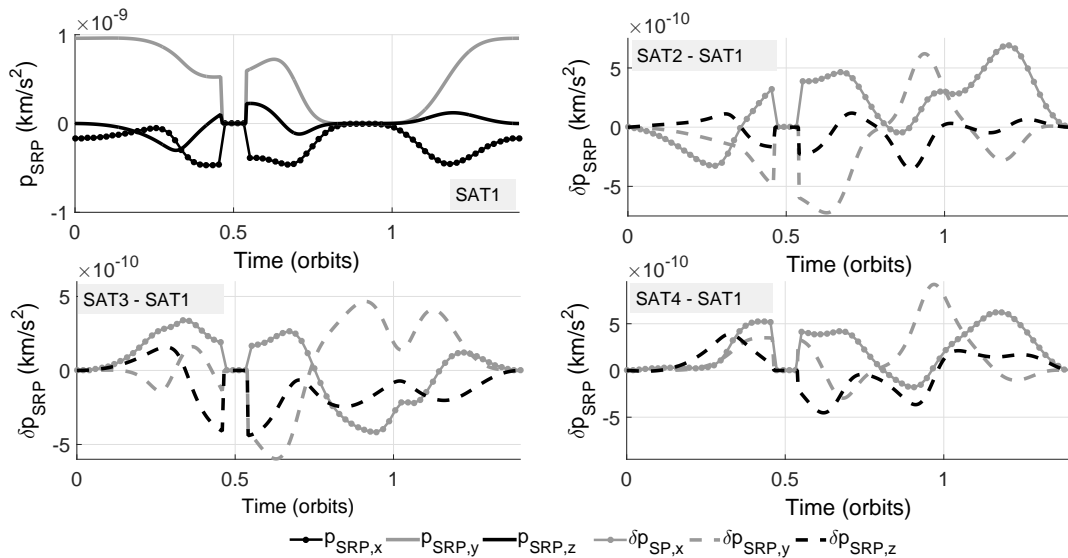 ×10⁻⁹
1
0
-1
p_SRP (km/s²)
SAT1
0
0.5
1
Time (orbits)
×10⁻¹⁰
5
0
-5
δp_SRP (km/s²)
SAT2 - SAT1
0
0.5
1
Time (orbits)
×10⁻¹⁰
5
0
-5
δp_SRP (km/s²)
SAT3 - SAT1
0
0.5
1
Time (orbits)
×10⁻¹⁰
5
0
-5
δp_SRP (km/s²)
SAT4 - SAT1
0
0.5
1
Time (orbits)
p_SRP,x p_SRP,y p_SRP,z δp_SP,x δp_SRP,y δp_SRP,z